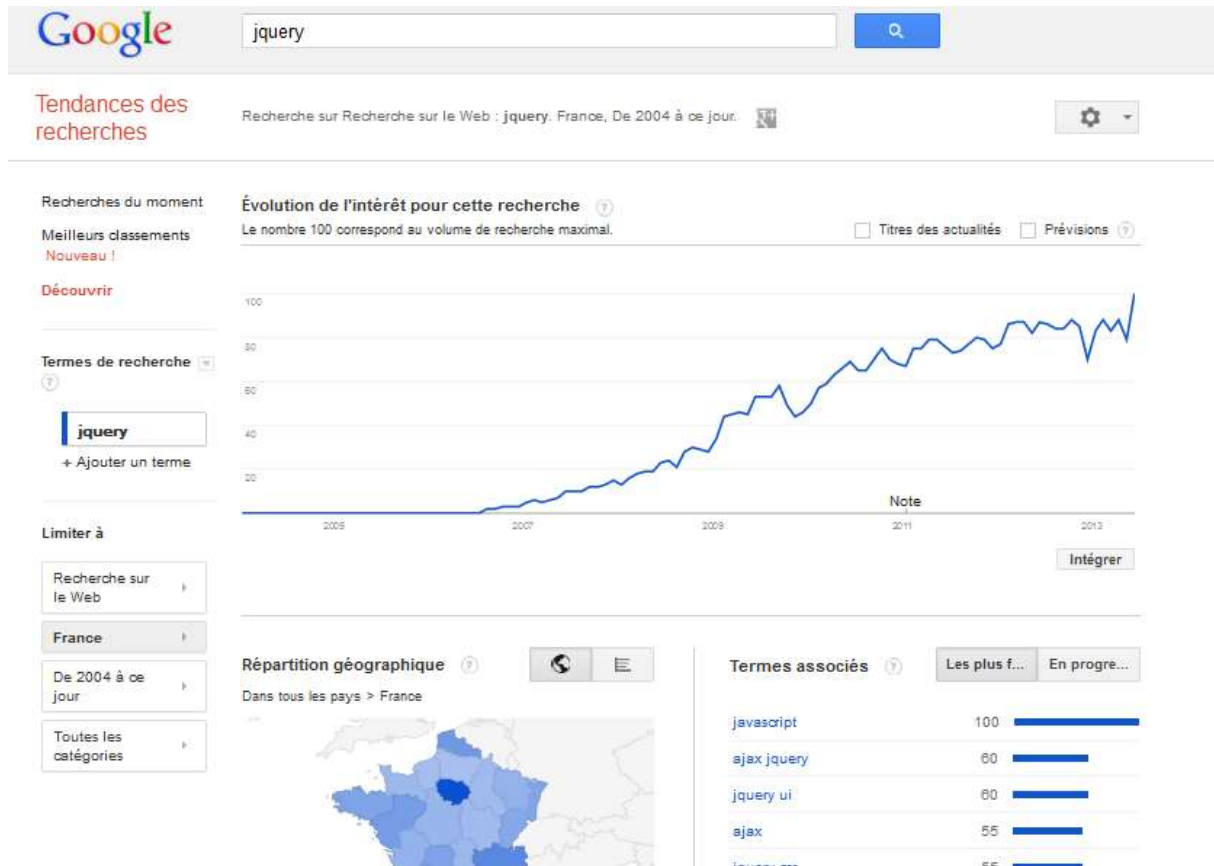 Google
jquery
Tendances des
recherches
Recherche sur Recherche sur le Web : jquery. France, De 2004 à ce jour.
Recherches du moment
Meilleurs classements
Nouveau !
Découvrir
Termes de recherche
?
jquery
+ Ajouter un terme
Limiter à
Recherche sur
le Web
France
De 2004 à ce
jour
Toutes les
catégories
Évolution de l'intérêt pour cette recherche ?
Le nombre 100 correspond au volume de recherche maximal.
Titres des actualités
Prévisions ?
100
80
60
40
20
Note
2005 2007 2009 2011 2013
Intégrer
Répartition géographique ?
Dans tous les pays > France
Termes associés ?
Les plus f...
En progre...
javascript 100
ajax jquery 60
jquery ui 60
ajax 55
55